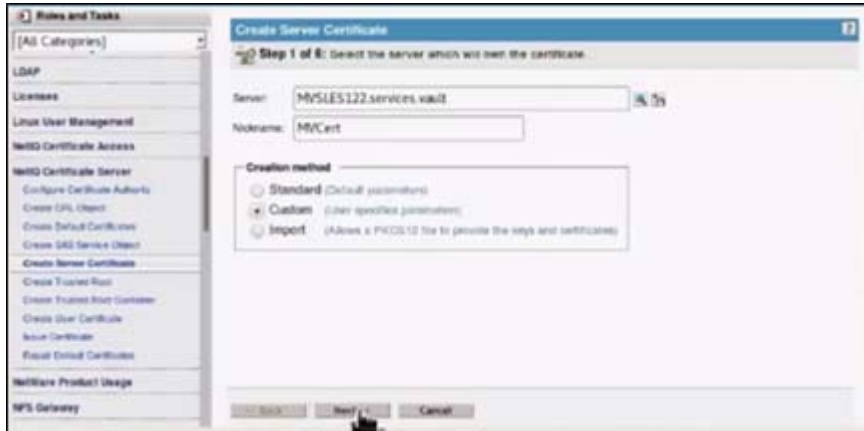 Roles and Tasks
[All Categories]
LDAP
Licenses
Linux User Management
NetIQ Certificate Access
NetIQ Certificate Server
Configure Certificate Authority
Create CRL Object
Create Default Certificates
Create SAS Service Object
Create Server Certificate
Create Trusted Root
Create Trusted Root Container
Create User Certificate
Issue Certificate
Repair Default Certificates
NetWare Product Usage
NFS Gateway
Create Server Certificate
?
Step 1 of 6: Select the server which will own the certificate.
Server: MVSLES122.services.vault
Nickname: MVCert
Creation method
Standard (Default parameters)
Custom (User specifies parameters)
Import (Allows a PKCS12 file to provide the keys and certificates)
<< Back
Next >>
Cancel